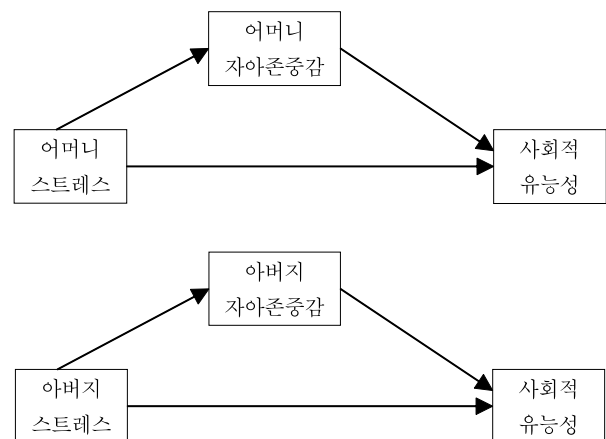 어머니
자아존중감
어머니
스트레스
사회적
유능성
아버지
자아존중감
아버지
스트레스
사회적
유능성